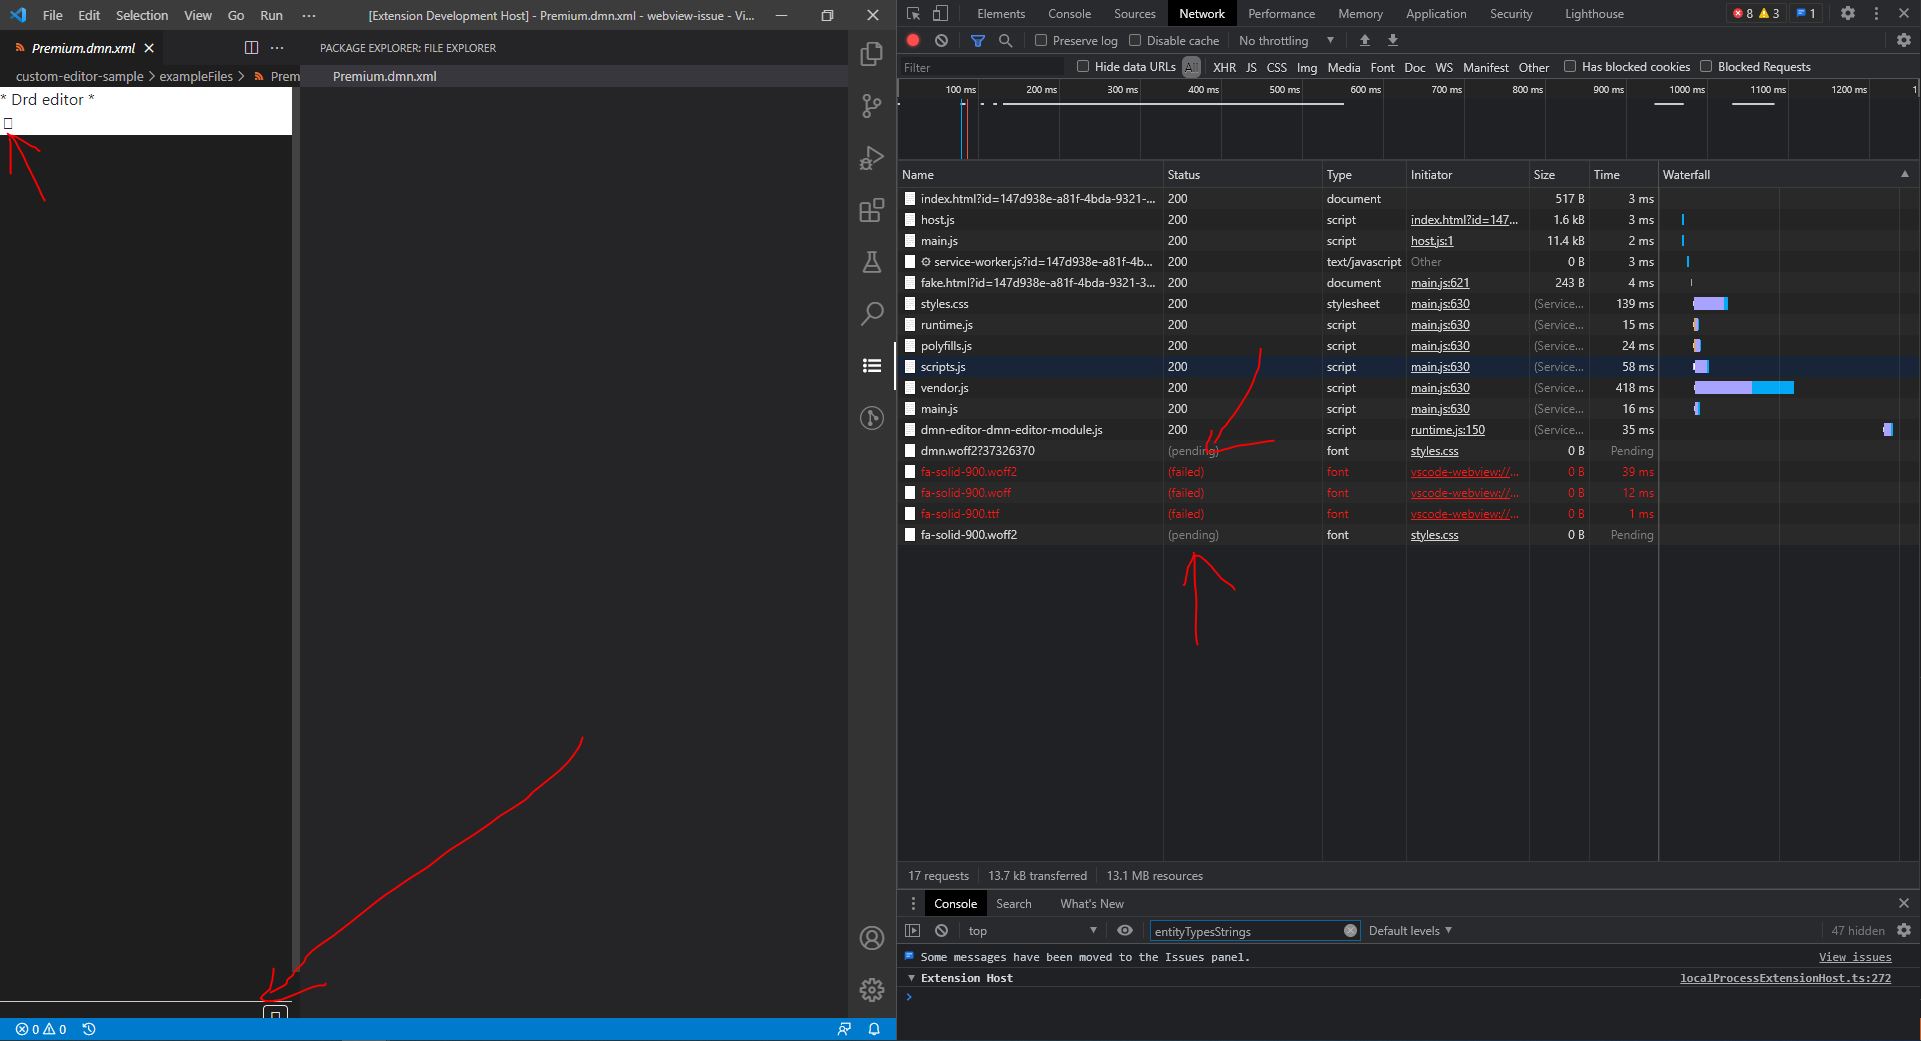 File Edit Selection View Go Run ··· [Extension Development Host] - Premium.dmn.xml - webview-issue - Vi...
Premium.dmn.xml
PACKAGE EXPLORER: FILE EXPLORER
custom-editor-sample > exampleFiles > Prem
Premium.dmn.xml
* Drd editor *
0 0
Elements Console Sources Network Performance Memory Application Security Lighthouse 8 3 1
Preserve log Disable cache No throttling
Filter Hide data URLs All XHR JS CSS Img Media Font Doc WS Manifest Other Has blocked cookies Blocked Requests
100 ms 200 ms 300 ms 400 ms 500 ms 600 ms 700 ms 800 ms 900 ms 1000 ms 1100 ms 1200 ms 1
Name Status Type Initiator Size Time Waterfall
index.html?id=147d938e-a81f-4bda-9321-... 200 document 517 B 3 ms
host.js 200 script index.html?id=147... 1.6 kB 3 ms
main.js 200 script host.js:1 11.4 kB 2 ms
service-worker.js?id=147d938e-a81f-4b... 200 text/javascript Other 0 B 3 ms
fake.html?id=147d938e-a81f-4bda-9321-3... 200 document main.js:621 243 B 4 ms
styles.css 200 stylesheet main.js:630 (Service... 139 ms
runtime.js 200 script main.js:630 (Service... 15 ms
polyfills.js 200 script main.js:630 (Service... 24 ms
scripts.js 200 script main.js:630 (Service... 58 ms
vendor.js 200 script main.js:630 (Service... 418 ms
main.js 200 script main.js:630 (Service... 16 ms
dmn-editor-dmn-editor-module.js 200 script runtime.js:150 (Service... 35 ms
dmn.woff2?37326370 (pending) font styles.css 0 B Pending
fa-solid-900.woff2 (failed) font vscode-webview://... 0 B 39 ms
fa-solid-900.woff (failed) font vscode-webview://... 0 B 12 ms
fa-solid-900.ttf (failed) font vscode-webview://... 0 B 1 ms
fa-solid-900.woff2 (pending) font styles.css 0 B Pending
17 requests 13.7 kB transferred 13.1 MB resources
Console Search What's New
top entityTypesStrings Default levels 47 hidden
Some messages have been moved to the Issues panel. View issues
Extension Host localProcessExtensionHost.ts:272